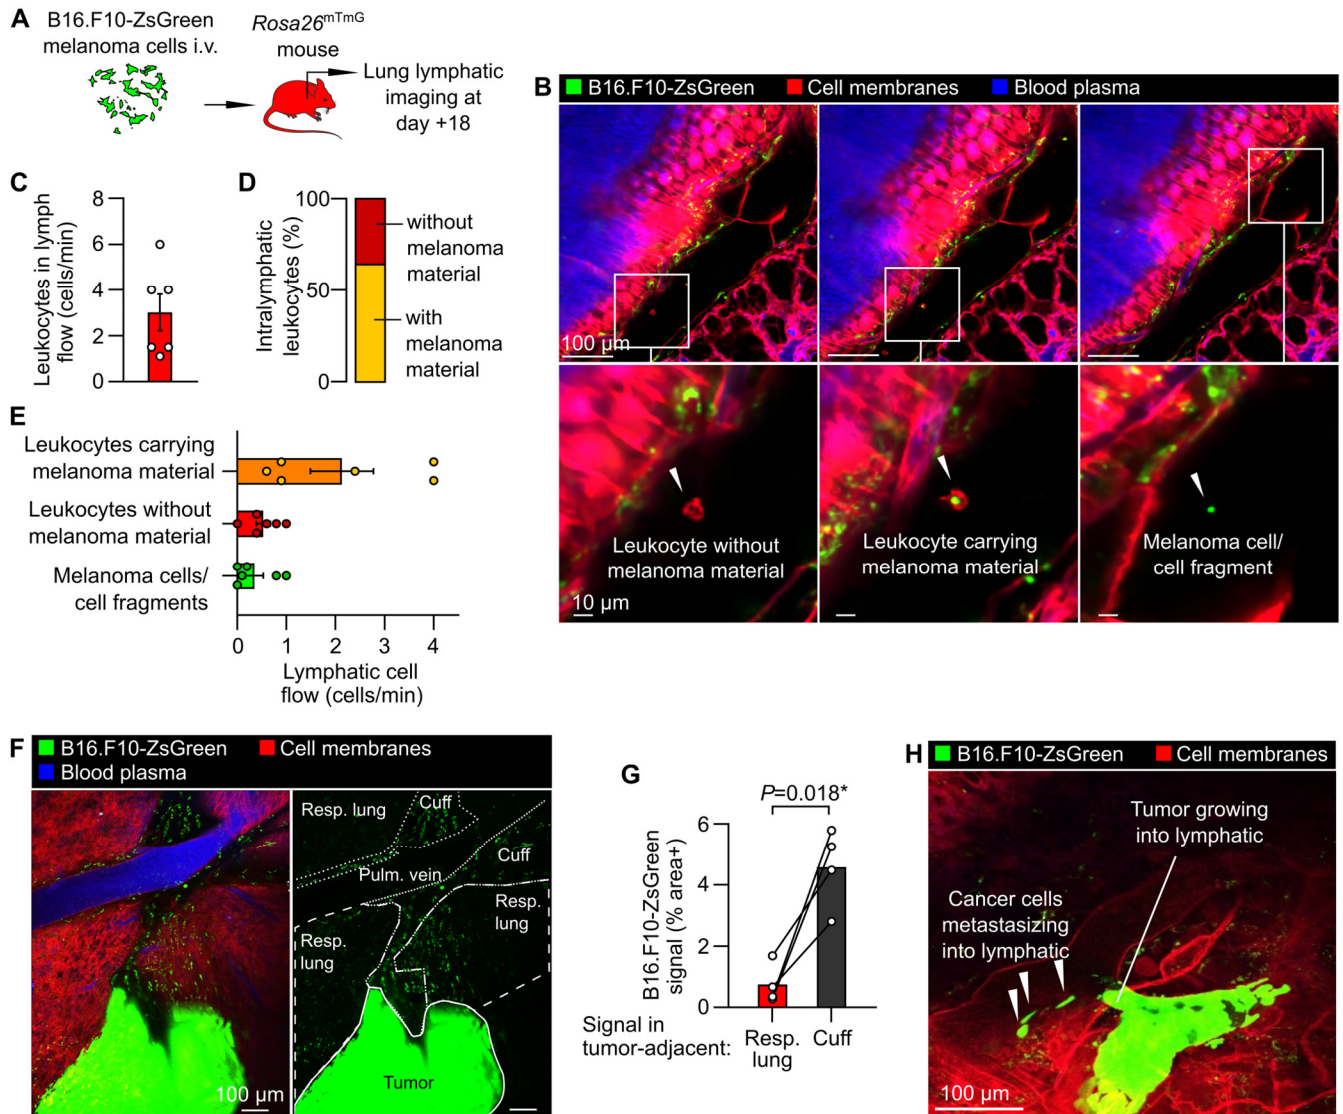 A
B16.F10-ZsGreen
melanoma cells i.v.
Rosa26mTmG
mouse
Lung lymphatic
imaging at
day +18
B
B16.F10-ZsGreen
Cell membranes
Blood plasma
100 µm
Leukocyte without
melanoma material
10 µm
Leukocyte carrying
melanoma material
Melanoma cell/
cell fragment
C
Leukocytes in lymph
flow (cells/min)
8
6
4
2
0
D
Intralymphatic
leukocytes (%)
100
50
0
without
melanoma
material
with
melanoma
material
E
Leukocytes carrying
melanoma material
Leukocytes without
melanoma material
Melanoma cells/
cell fragments
0 1 2 3 4
Lymphatic cell
flow (cells/min)
F
B16.F10-ZsGreen
Cell membranes
Blood plasma
100 µm
Resp. lung
Cuff
Cuff
Pulm. vein
Resp.
lung
Resp.
lung
Tumor
G
P=0.018*
B16.F10-ZsGreen
signal (% area+)
6
4
2
0
Signal in
tumor-adjacent:
Resp.
lung
Cuff
H
B16.F10-ZsGreen
Cell membranes
Tumor growing
into lymphatic
Cancer cells
metastasizing
into lymphatic
100 µm